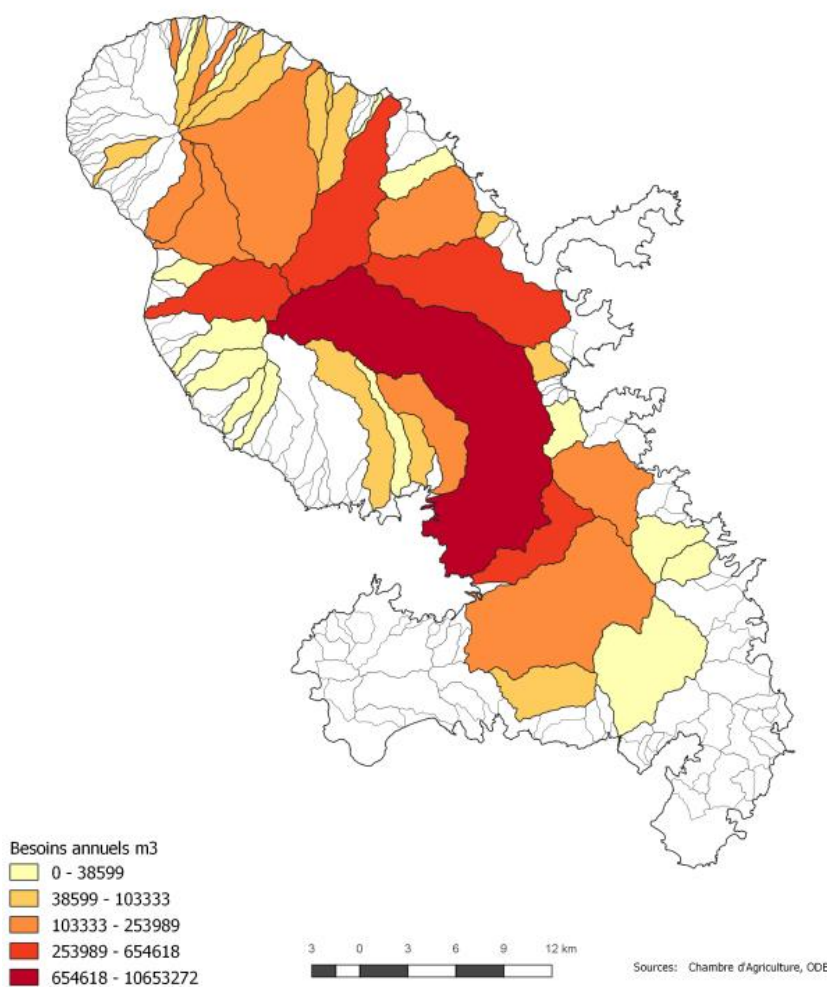 Besoins annuels m3
0 - 38599
38599 - 103333
103333 - 253989
253989 - 654618
654618 - 10653272
3 0 3 6 9 12 km
Sources: Chambre d'Agriculture, ODE